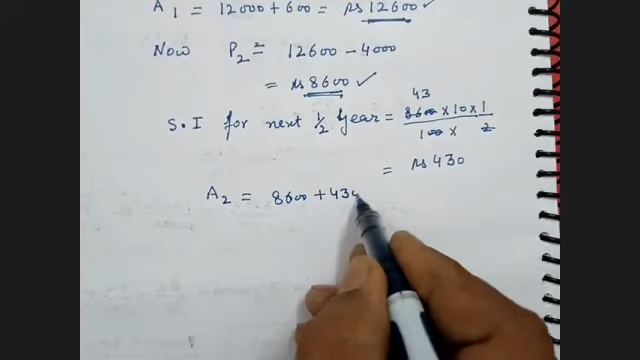 A1 = 12000 + 600 = Rs 12600 ✓
Now P2 = 12600 - 4000
= Rs 8600 ✓
S.I for next 1/2 Year = 8600 × 10 × 1
43
100 × 2
= Rs 430
A2 = 8600 + 430